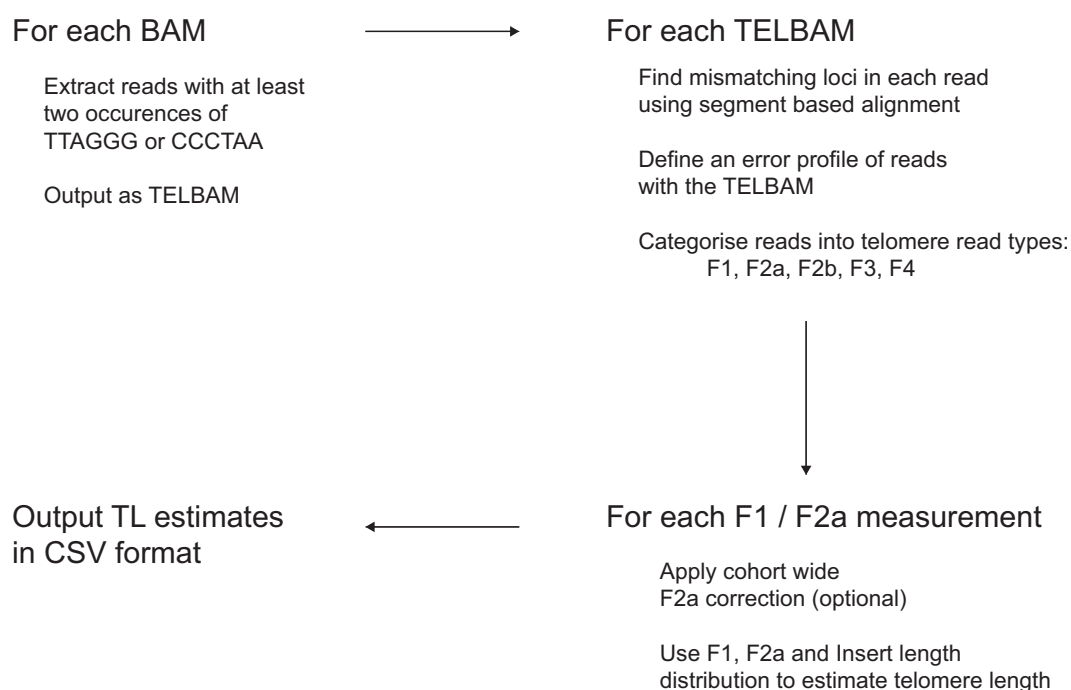 For each BAM
Extract reads with at least
two occurences of
TTAGGG or CCCTAA
Output as TELBAM
For each TELBAM
Find mismatching loci in each read
using segment based alignment
Define an error profile of reads
with the TELBAM
Categorise reads into telomere read types:
F1, F2a, F2b, F3, F4
For each F1 / F2a measurement
Apply cohort wide
F2a correction (optional)
Use F1, F2a and Insert length
distribution to estimate telomere length
Output TL estimates
in CSV format